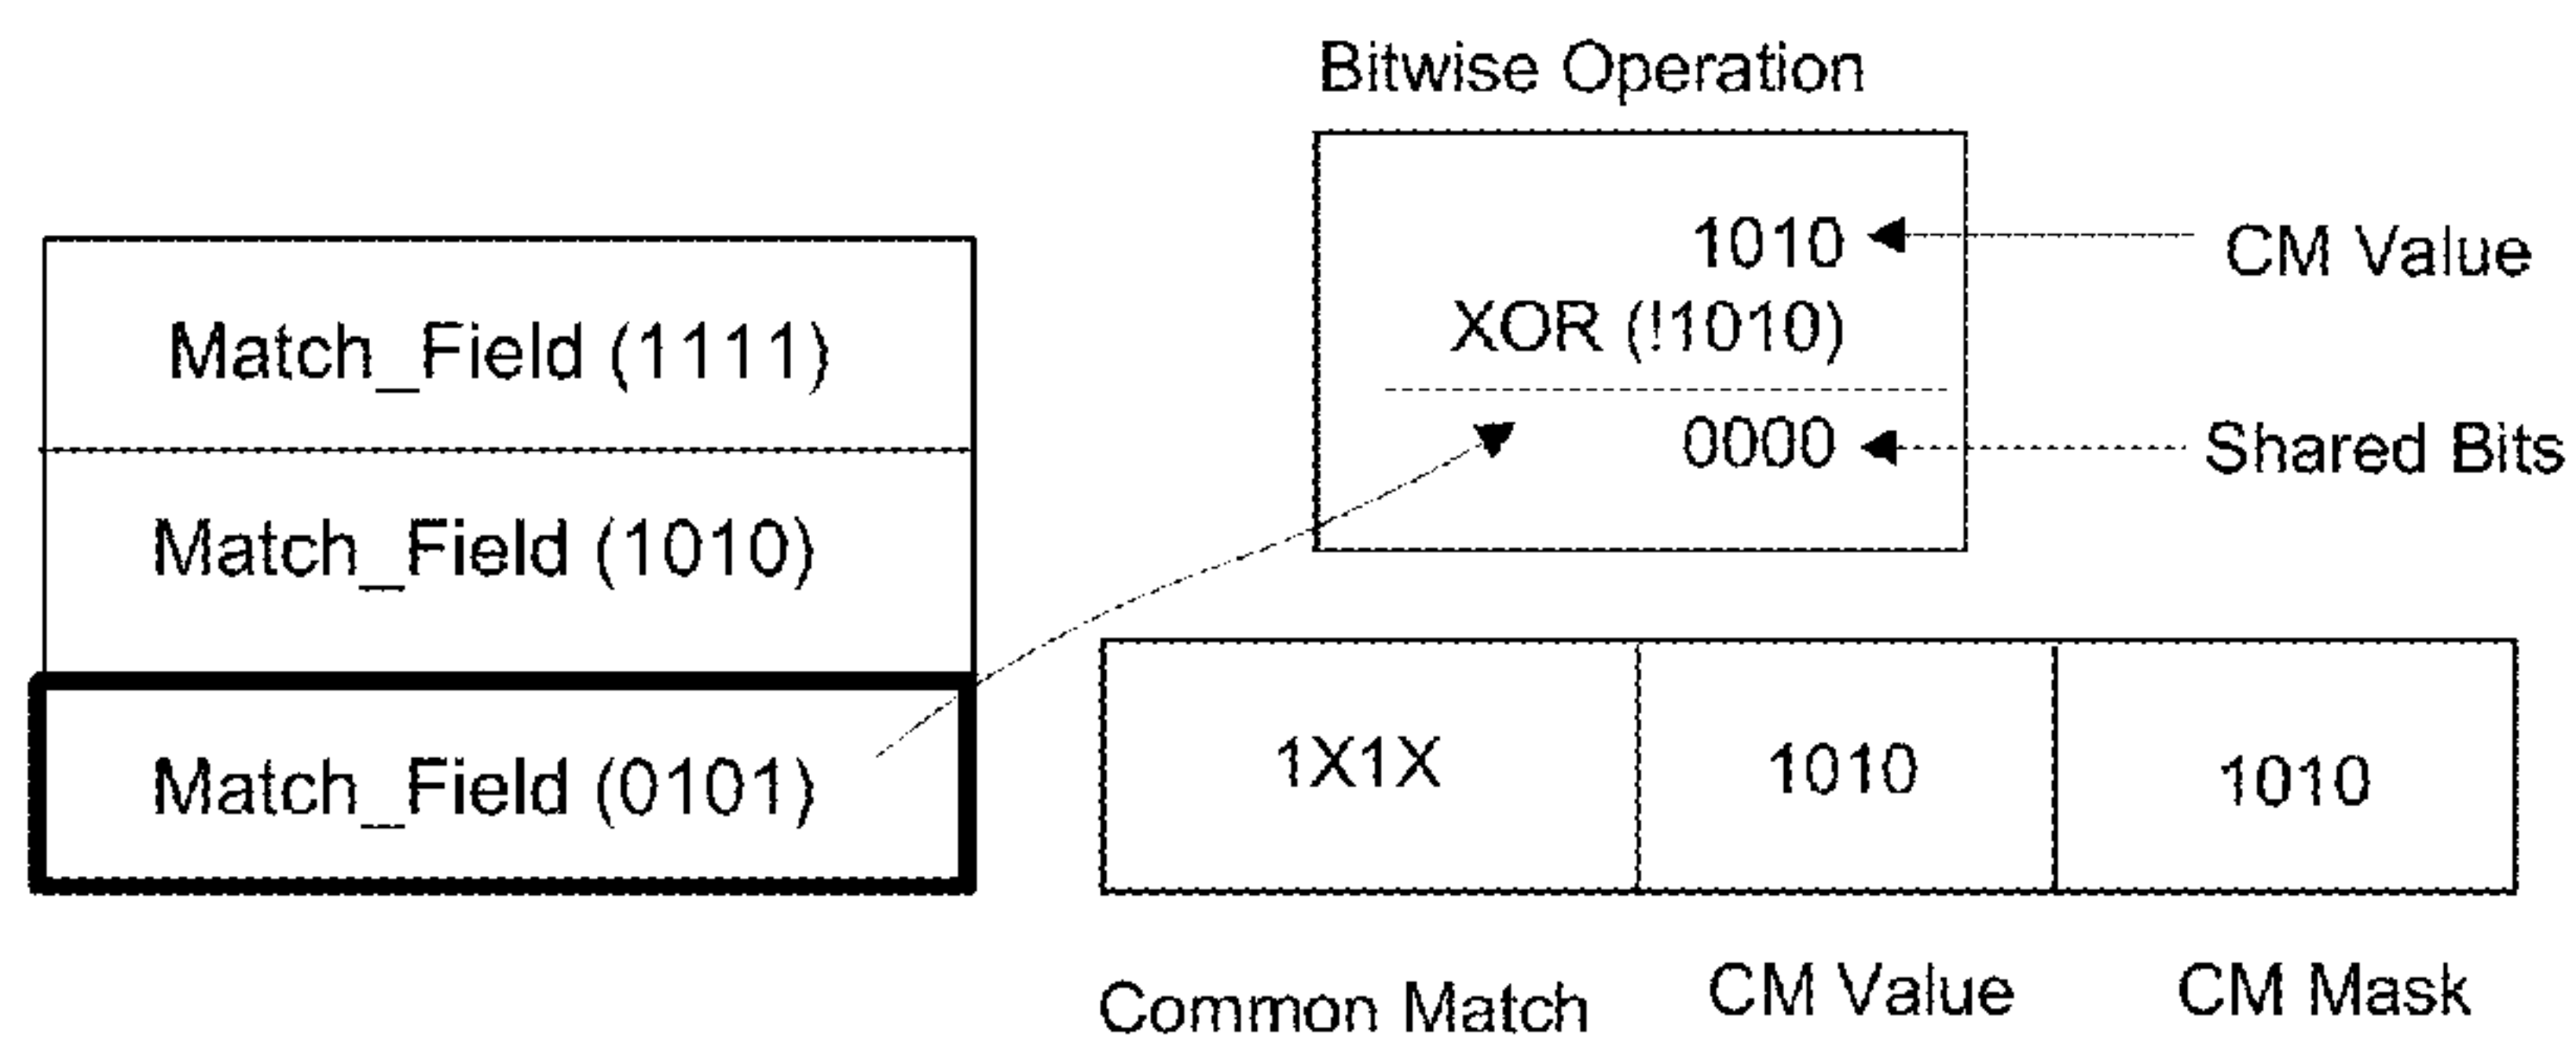 Bitwise Operation
1010
CM Value
XOR (!1010)
0000
Shared Bits
Match_Field (1111)
Match_Field (1010)
Match_Field (0101)
1X1X
1010
1010
Common Match
CM Value
CM Mask